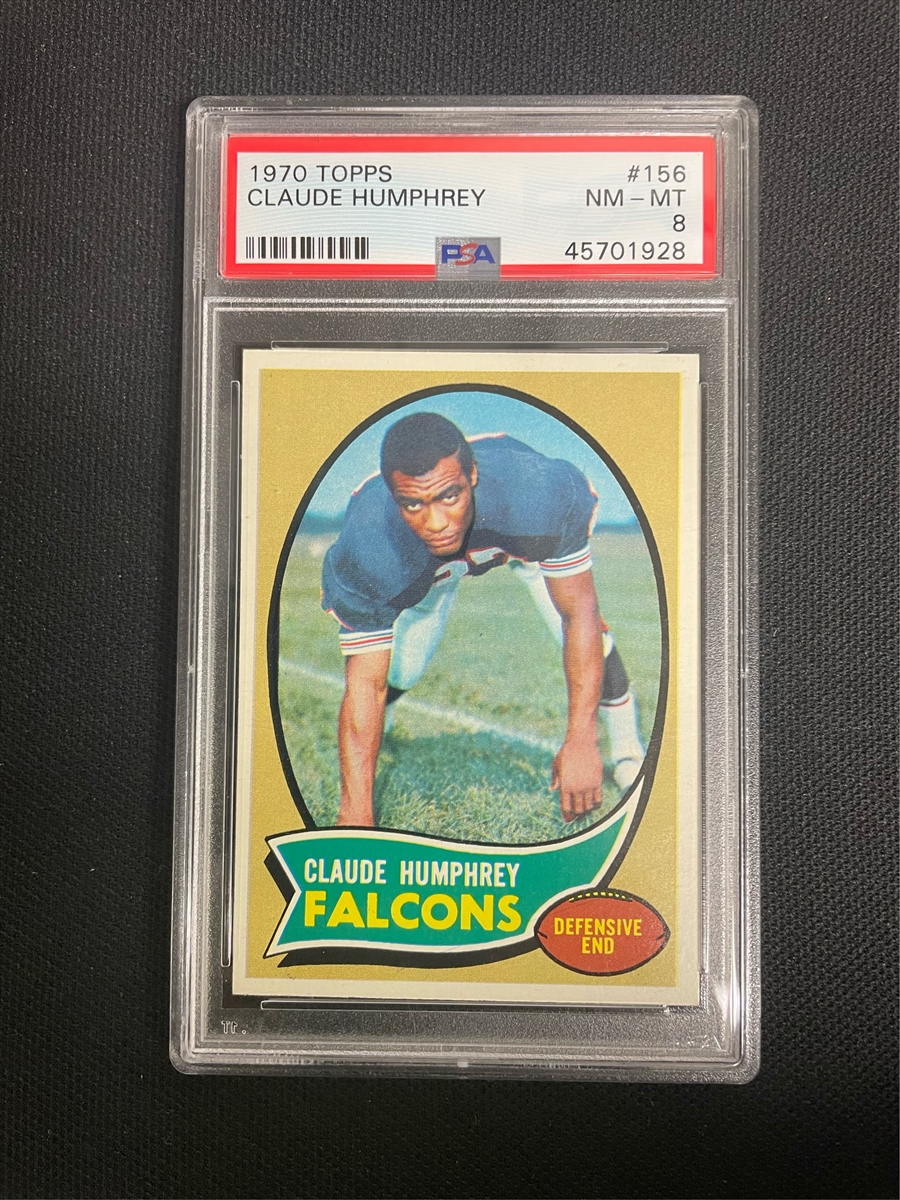 1970 TOPPS #156
CLAUDE HUMPHREY NM – MT
8
PSA 45701928
CLAUDE HUMPHREY
FALCONS
DEFENSIVE
END